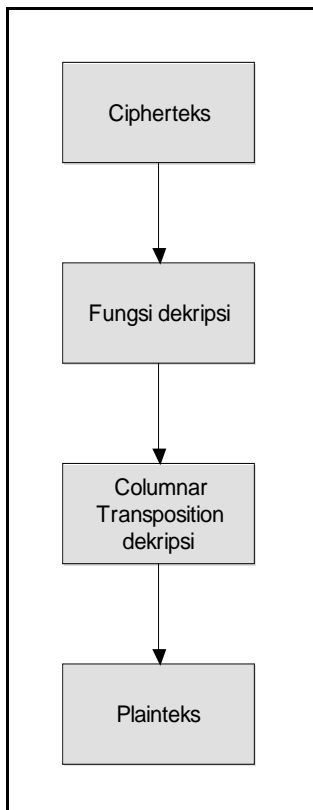 Cipherteks
Fungsi dekripsi
Columnar
Transposition
dekripsi
Plainteks